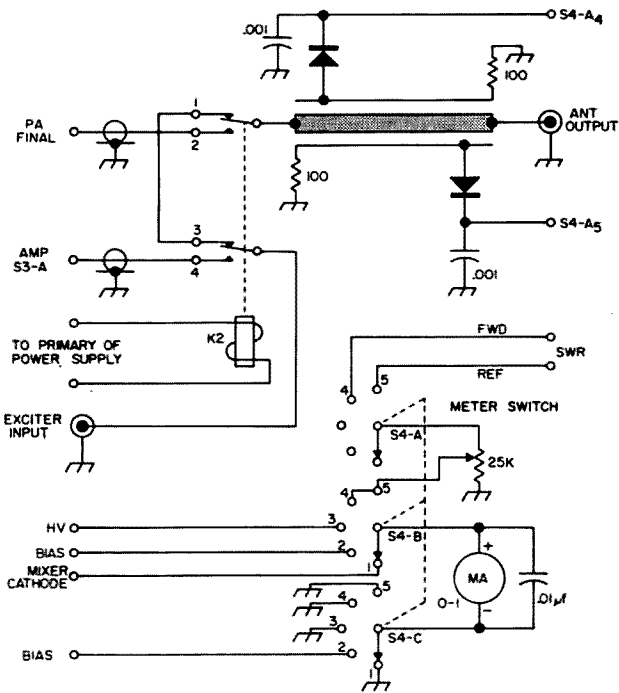 .001
S4-A4
100
PA
FINAL
1
2
ANT
OUTPUT
100
3
S4-A5
AMP
S3-A
4
.001
K2
TO PRIMARY OF
POWER SUPPLY
FWD
SWR
REF
4
5
METER SWITCH
EXCITER
INPUT
S4-A
25K
4
5
HV
3
S4-B
BIAS
2
MIXER
CATHODE
1
+
MA
0-1
-
.01µf
5
4
3
S4-C
BIAS
2
1